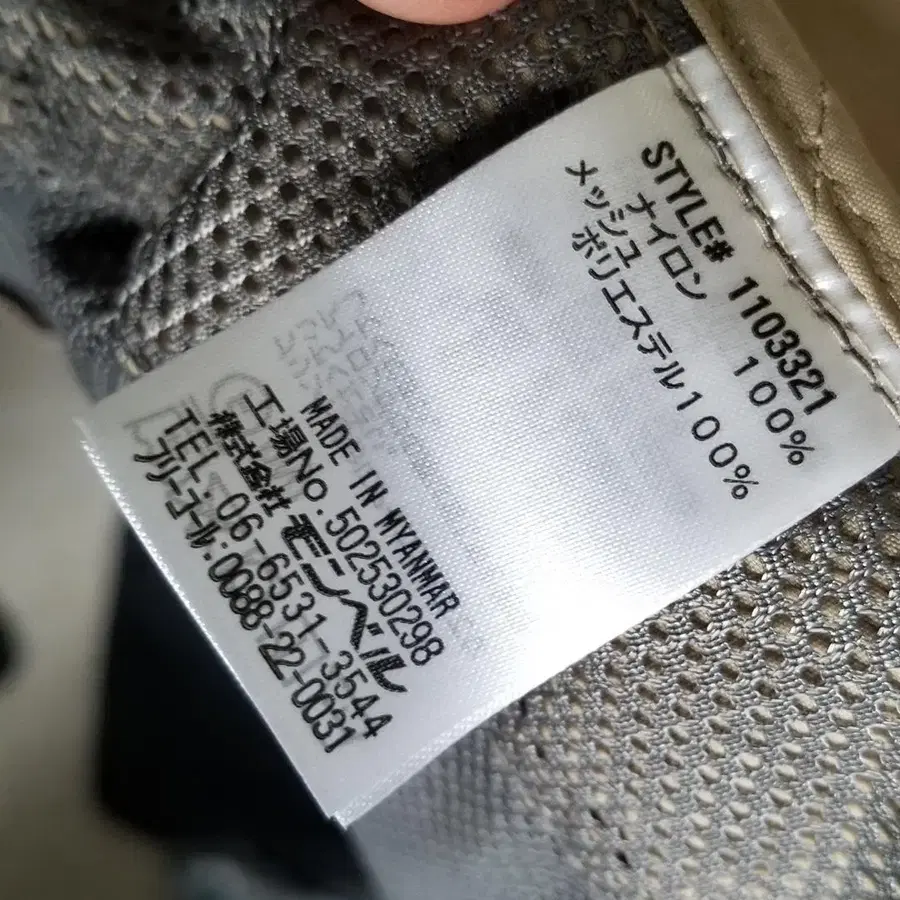 STYLE# 1103321
ナイロン 100%
メッシュ
ポリエステル100%
MADE IN MYANMAR
工場No.502530298
株式会社 モンベル
TEL:06-6531-3544
フリーコール:0088-22-0031